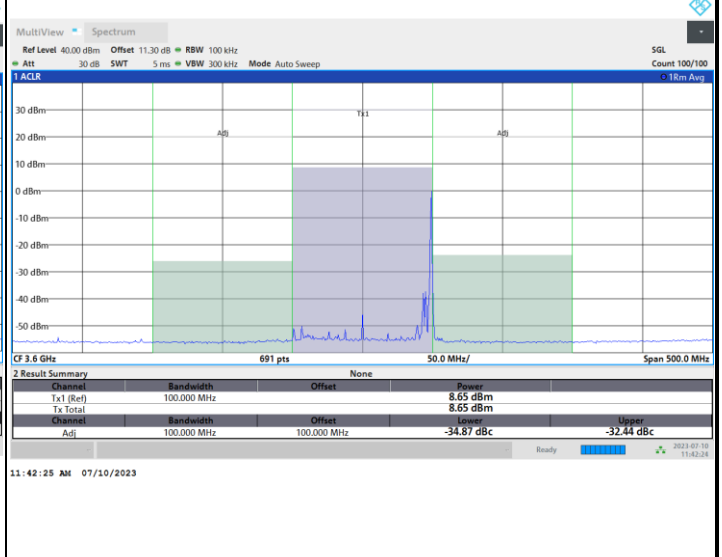 MultiView Spectrum
Ref Level 40.00 dBm Offset 11.30 dB RBW 100 kHz SGL
Att 30 dB SWT 5 ms VBW 300 kHz Mode Auto Sweep Count 100/100
1 ACLR 1Rm Avg
Tx1
30 dBm
Adj Adj
20 dBm
10 dBm
0 dBm
-10 dBm
-20 dBm
-30 dBm
-40 dBm
-50 dBm
CF 3.6 GHz 691 pts 50.0 MHz/ Span 500.0 MHz
2 Result Summary None
Channel Bandwidth Offset Power
Tx1 (Ref) 100.000 MHz 8.65 dBm
Tx Total 8.65 dBm
Channel Bandwidth Offset Lower Upper
Adj 100.000 MHz 100.000 MHz -34.87 dBc -32.44 dBc
Ready 2023-07-10
11:42:24
11:42:25 AM 07/10/2023